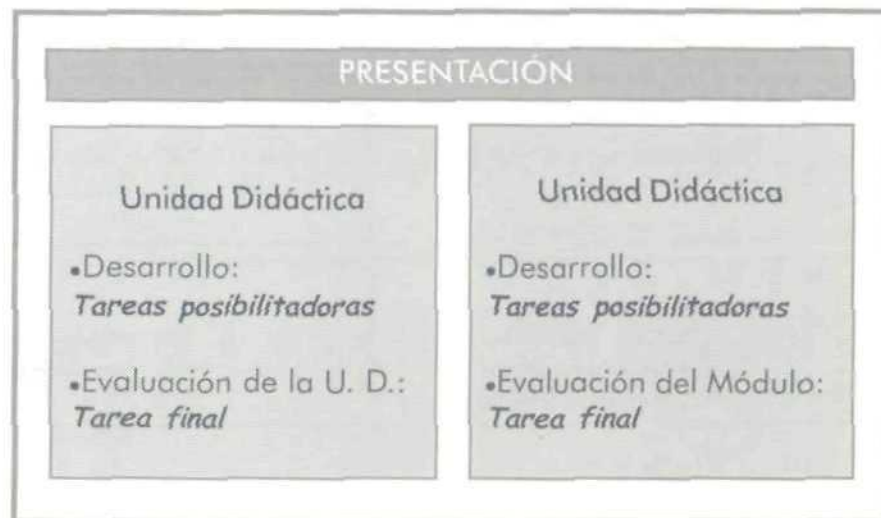 PRESENTACIÓN
Unidad Didáctica
•Desarrollo:
Tareas posibilitadoras
•Evaluación de la U. D.:
Tarea final
Unidad Didáctica
•Desarrollo:
Tareas posibilitadoras
•Evaluación del Módulo:
Tarea final